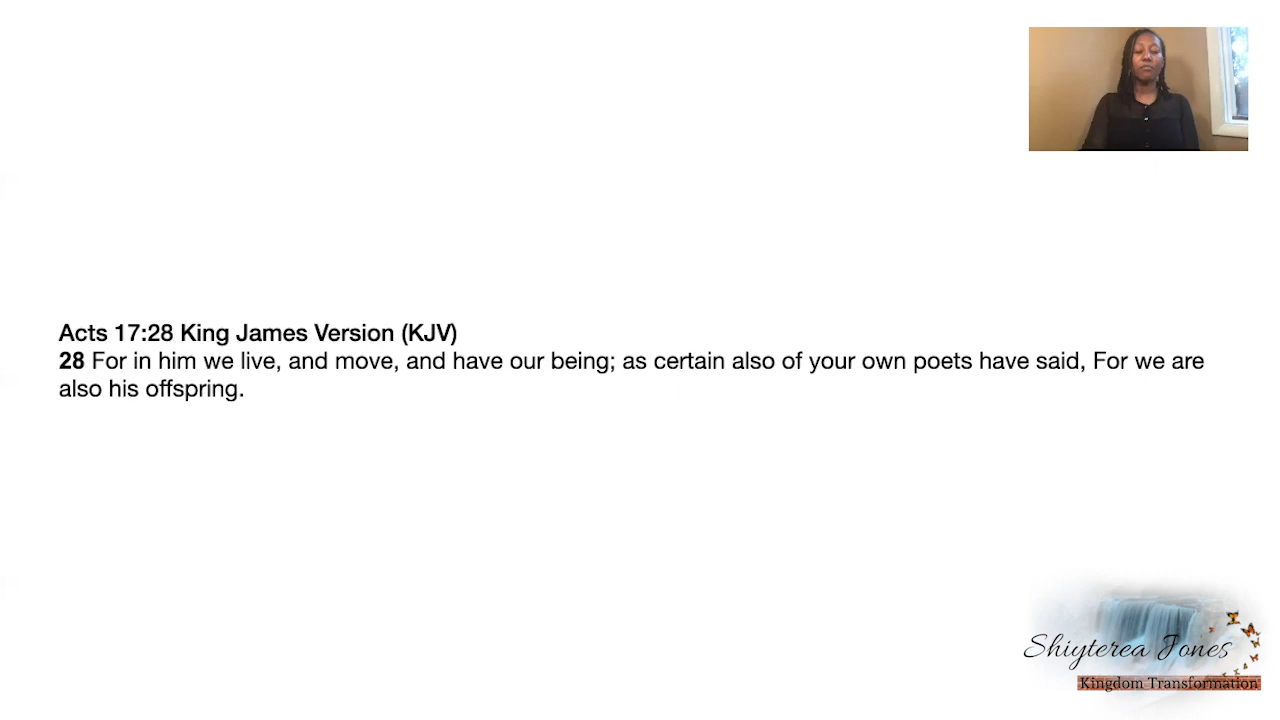 Acts 17:28 King James Version (KJV)
28 For in him we live, and move, and have our being; as certain also of your own poets have said, For we are
also his offspring.
Shiyterea Jones
Kingdom Transformation